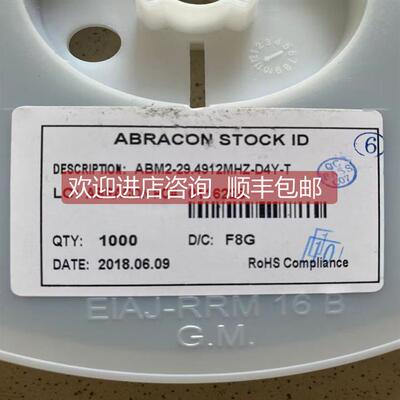 ABRACON STOCK ID
6
DESCRIPTION: ABM2-29.4912MHZ-D4Y-T
欢迎进店咨询 顺丰包邮
QTY: 1000 D/C: F8G
DATE: 2018.06.09 RoHS Compliance
EIAJ-RRM 16 B
G.M.